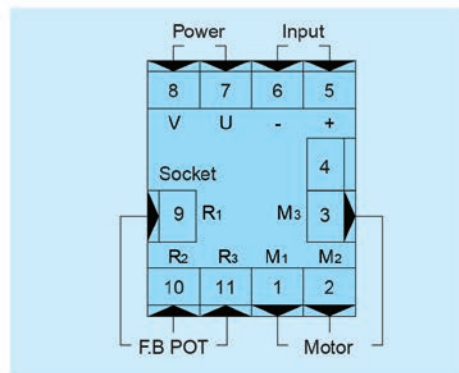 Power Input
8 7 6 5
V U - +
4
Socket
9 R1 M3 3
R2 R3 M1 M2
10 11 1 2
F.B POT Motor